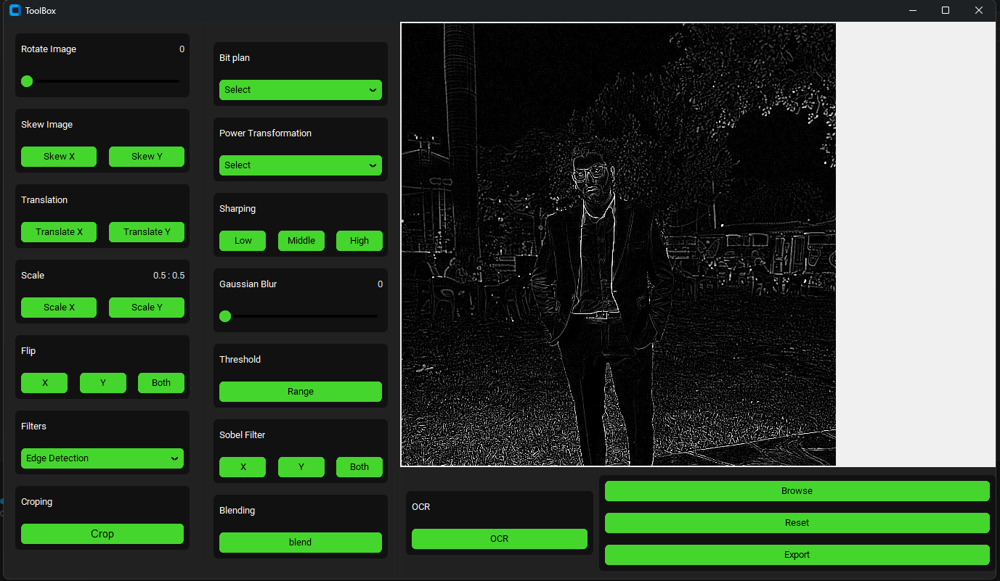 ToolBox
Rotate Image 0
Skew Image
Skew X Skew Y
Translation
Translate X Translate Y
Scale 0.5 : 0.5
Scale X Scale Y
Flip
X Y Both
Filters
Edge Detection
Croping
Crop
Bit plan
Select
Power Transformation
Select
Sharping
Low Middle High
Gaussian Blur 0
Threshold
Range
Sobel Filter
X Y Both
Blending
blend
OCR
OCR
Browse
Reset
Export